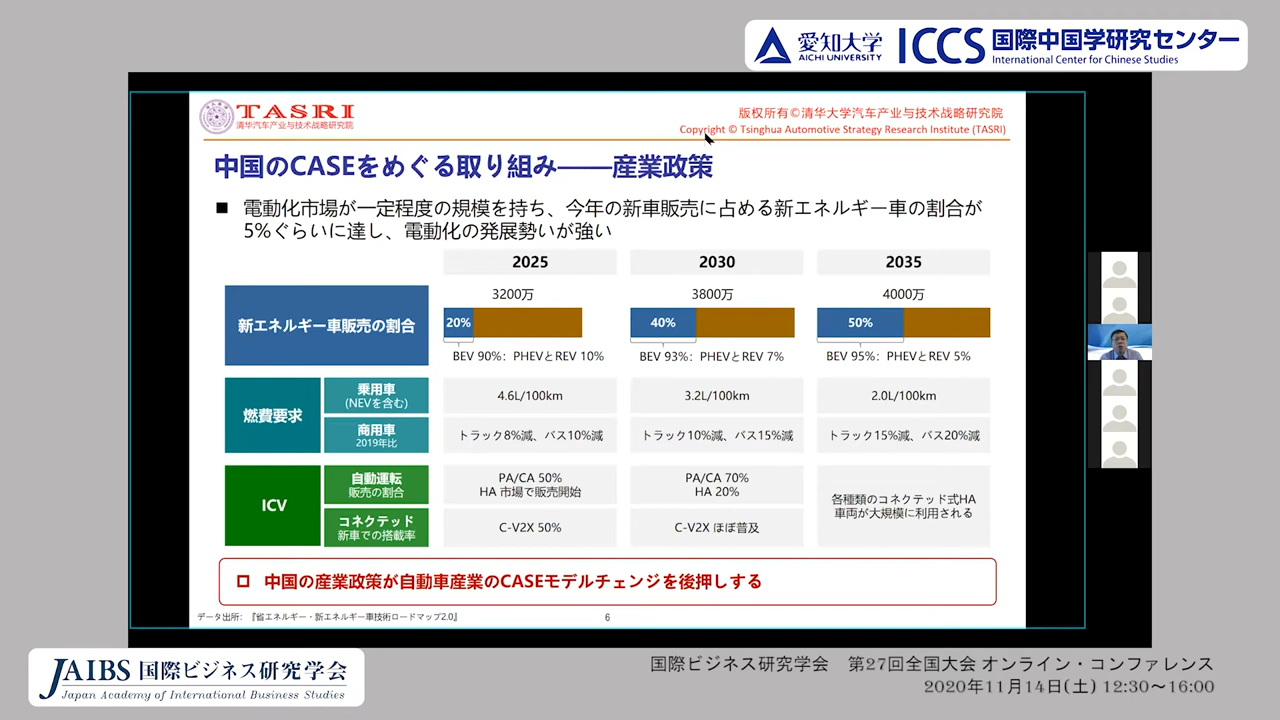 愛知大学
AICHI UNIVERSITY
ICCS 国際中国学研究センター
International Center for Chinese Studies
TASRI
清华汽车产业与技术战略研究院
版权所有©清华大学汽车产业与技术战略研究院
Copyright © Tsinghua Automotive Strategy Research Institute (TASRI)
中国のCASEをめぐる取り組み——産業政策
■ 電動化市場が一定程度の規模を持ち、今年の新車販売に占める新エネルギー車の割合が
5%ぐらいに達し、電動化の発展勢いが強い
2025 2030 2035
新エネルギー車販売の割合
3200万 3800万 4000万
20% 40% 50%
BEV 90%: PHEVとREV 10% BEV 93%: PHEVとREV 7% BEV 95%: PHEVとREV 5%
燃費要求
乗用車
(NEVを含む)
4.6L/100km 3.2L/100km 2.0L/100km
商用車
2019年比
トラック8%減、バス10%減 トラック10%減、バス15%減 トラック15%減、バス20%減
ICV
自動運転
販売の割合
PA/CA 50%
HA 市場で販売開始
PA/CA 70%
HA 20%
コネクテッド
新車での搭載率
C-V2X 50% C-V2X ほぼ普及
各種類のコネクテッド式HA
車両が大規模に利用される
中国の産業政策が自動車産業のCASEモデルチェンジを後押しする
データ出所：『省エネルギー・新エネルギー車技術ロードマップ2.0』
6
JAIBS 国際ビジネス研究学会
Japan Academy of International Business Studies
国際ビジネス研究学会 第27回全国大会 オンライン・コンファレンス
2020年11月14日(土) 12:30〜16:00